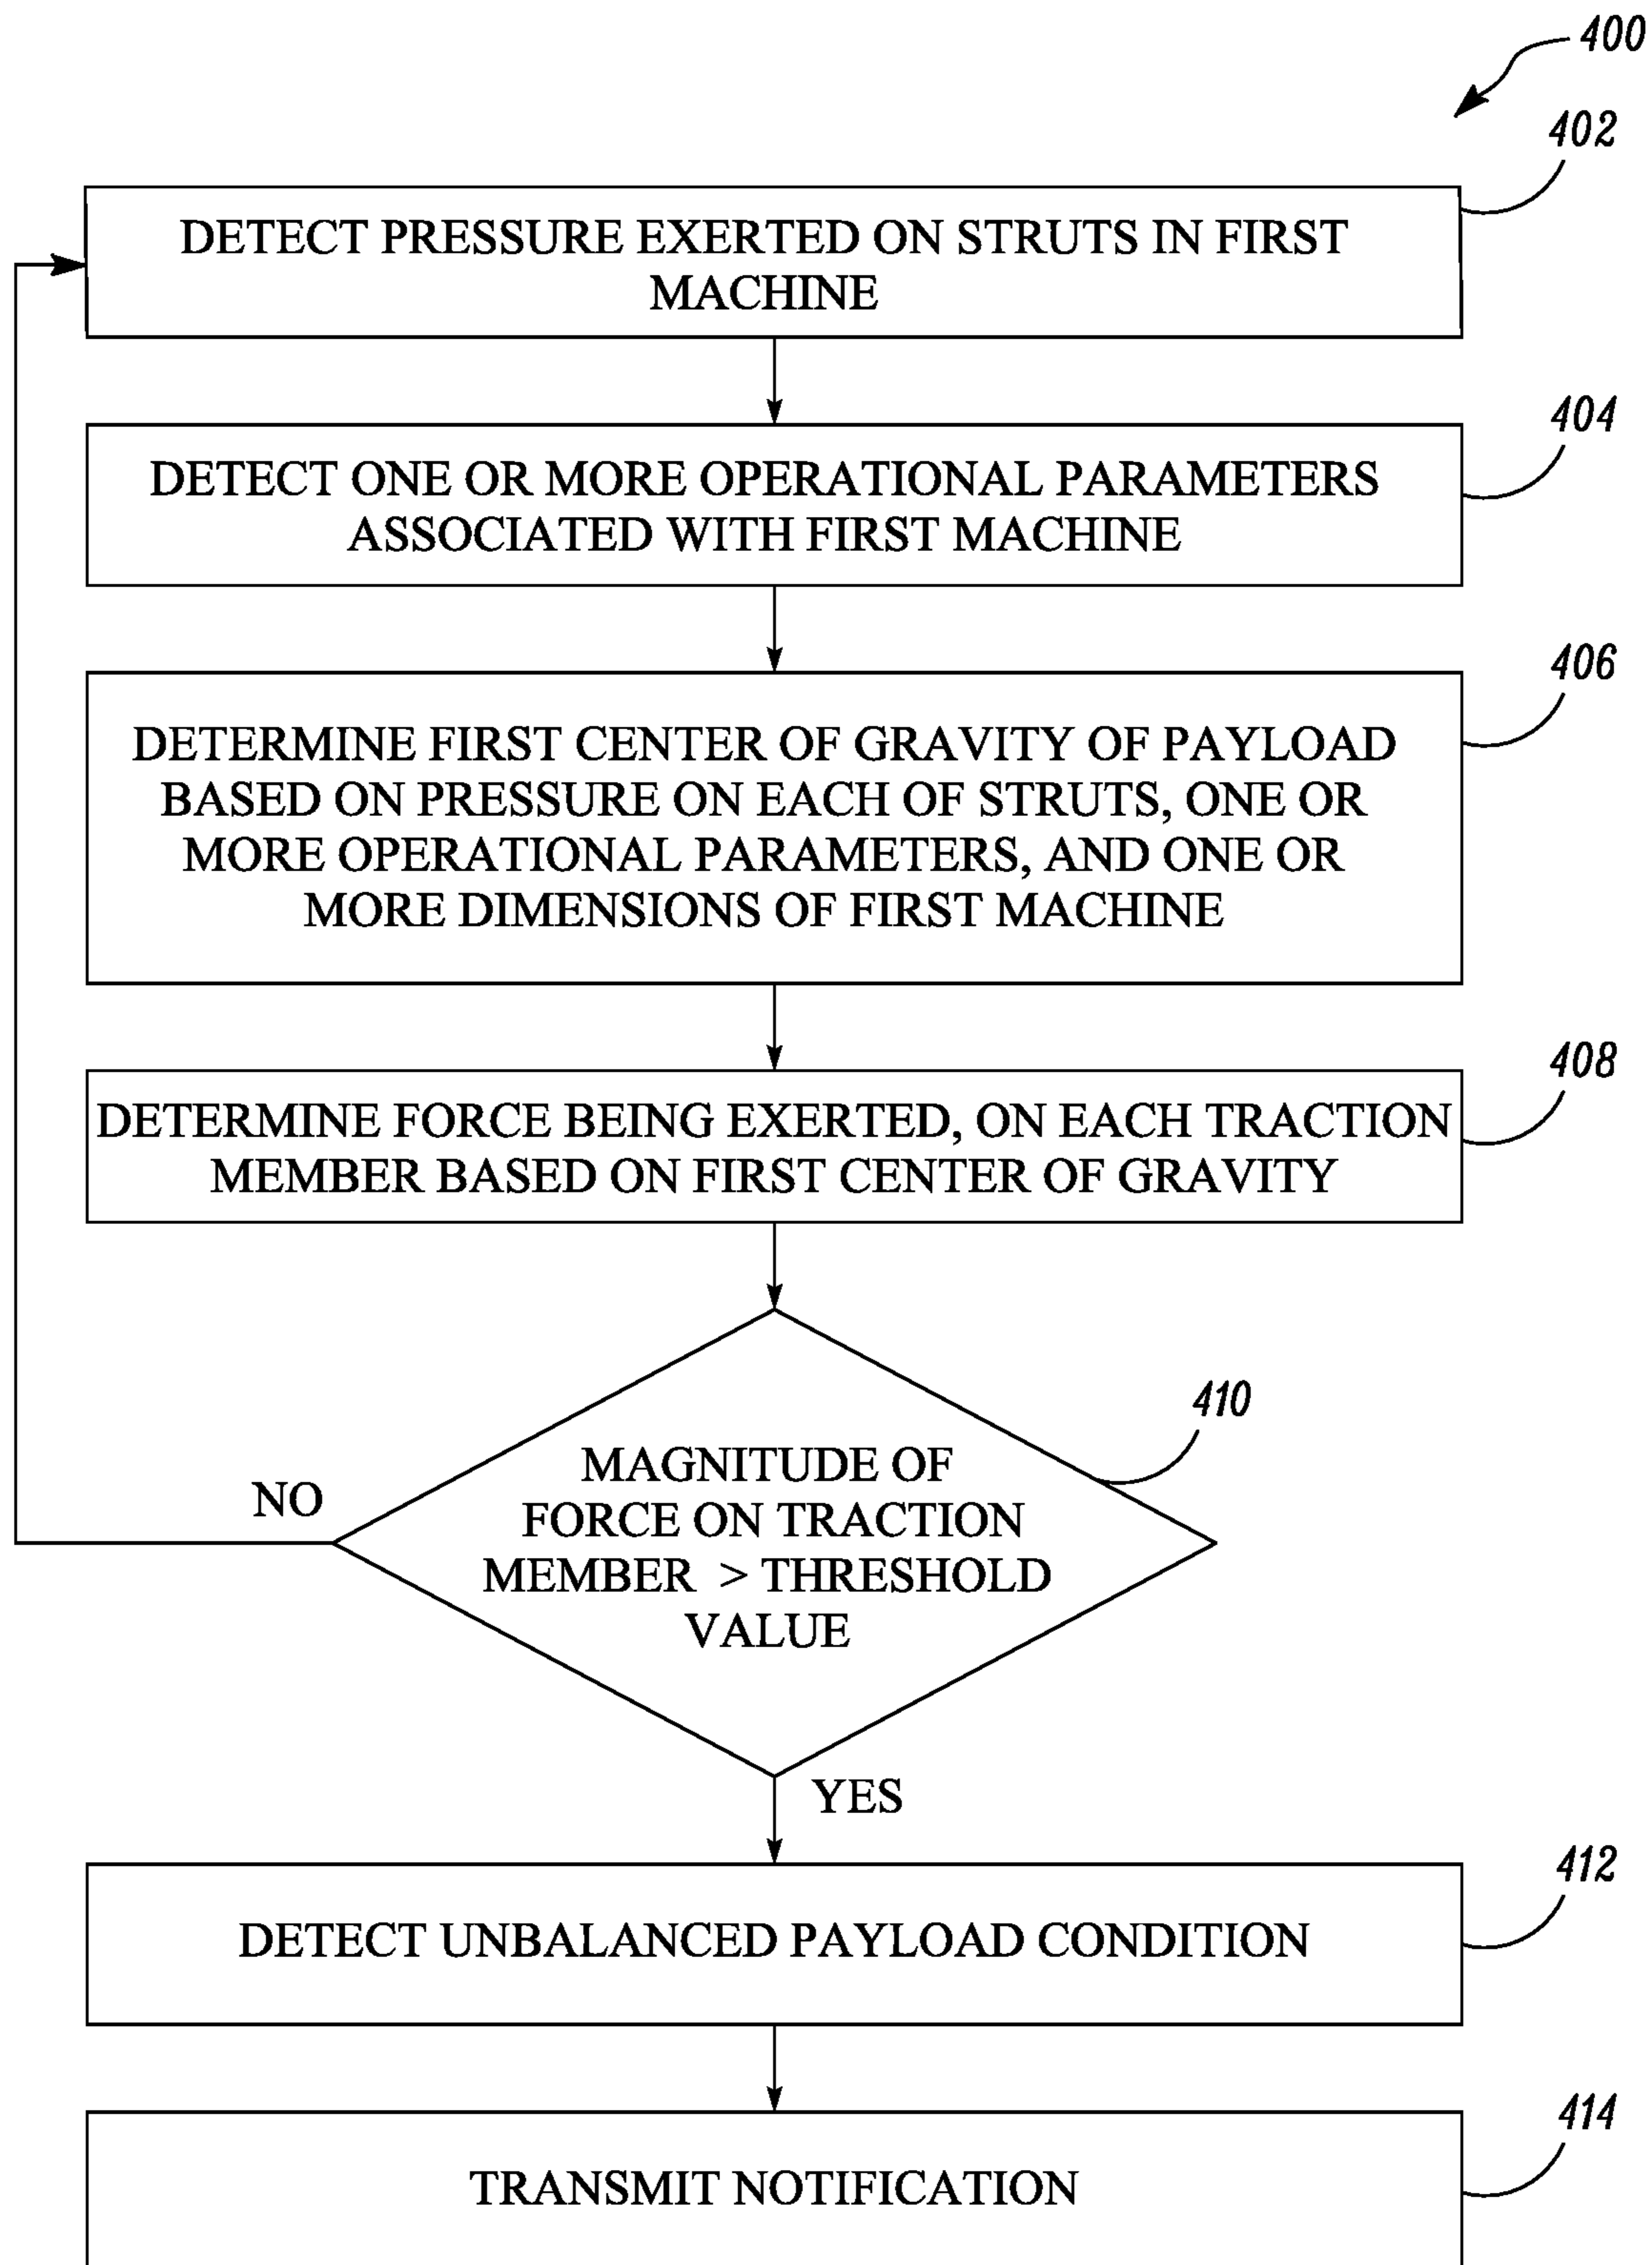 400
402
DETECT PRESSURE EXERTED ON STRUTS IN FIRST
MACHINE
404
DETECT ONE OR MORE OPERATIONAL PARAMETERS
ASSOCIATED WITH FIRST MACHINE
406
DETERMINE FIRST CENTER OF GRAVITY OF PAYLOAD
BASED ON PRESSURE ON EACH OF STRUTS, ONE OR
MORE OPERATIONAL PARAMETERS, AND ONE OR
MORE DIMENSIONS OF FIRST MACHINE
408
DETERMINE FORCE BEING EXERTED, ON EACH TRACTION
MEMBER BASED ON FIRST CENTER OF GRAVITY
410
MAGNITUDE OF
FORCE ON TRACTION
MEMBER > THRESHOLD
VALUE
NO
YES
412
DETECT UNBALANCED PAYLOAD CONDITION
414
TRANSMIT NOTIFICATION